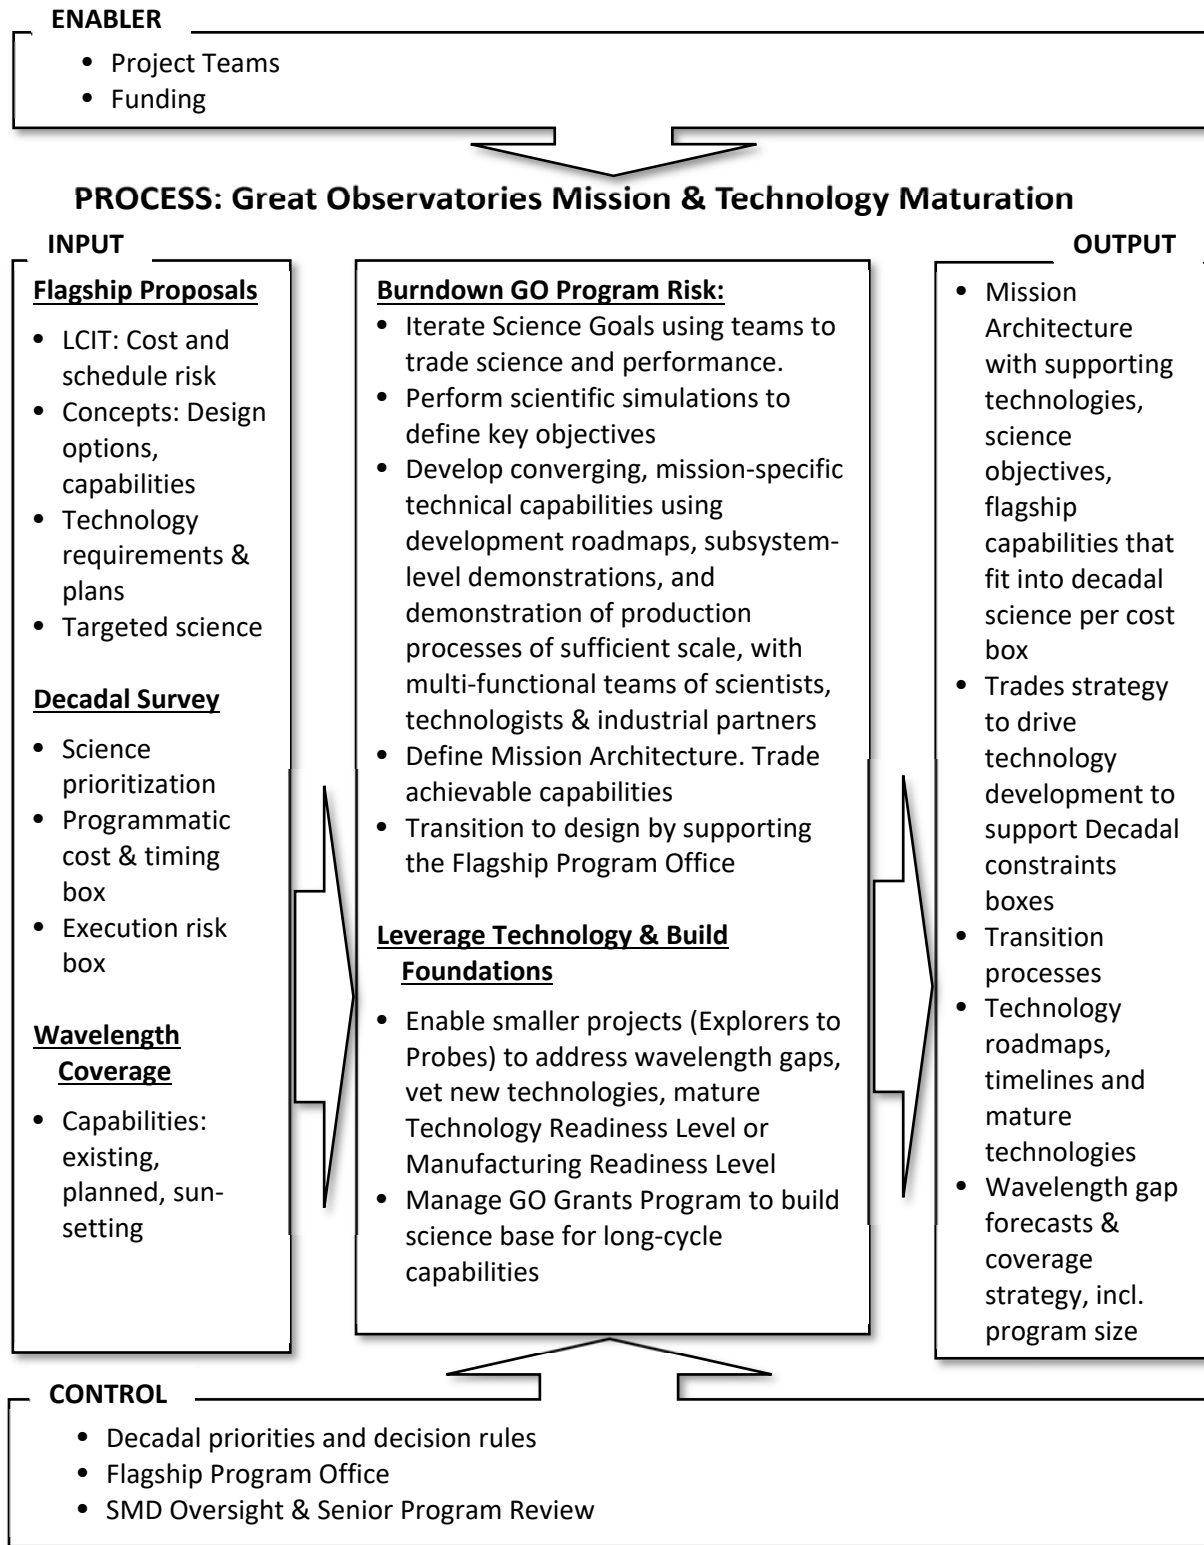 ENABLER
• Project Teams
• Funding
PROCESS: Great Observatories Mission & Technology Maturation
INPUT
Flagship Proposals
• LCIT: Cost and
schedule risk
• Concepts: Design
options,
capabilities
• Technology
requirements &
plans
• Targeted science
Decadal Survey
• Science
prioritization
• Programmatic
cost & timing
box
• Execution risk
box
Wavelength
Coverage
• Capabilities:
existing,
planned, sun-
setting
Burndown GO Program Risk:
• Iterate Science Goals using teams to
trade science and performance.
• Perform scientific simulations to
define key objectives
• Develop converging, mission-specific
technical capabilities using
development roadmaps, subsystem-
level demonstrations, and
demonstration of production
processes of sufficient scale, with
multi-functional teams of scientists,
technologists & industrial partners
• Define Mission Architecture. Trade
achievable capabilities
• Transition to design by supporting
the Flagship Program Office
Leverage Technology & Build
Foundations
• Enable smaller projects (Explorers to
Probes) to address wavelength gaps,
vet new technologies, mature
Technology Readiness Level or
Manufacturing Readiness Level
• Manage GO Grants Program to build
science base for long-cycle
capabilities
OUTPUT
• Mission
Architecture
with supporting
technologies,
science
objectives,
flagship
capabilities that
fit into decadal
science per cost
box
• Trades strategy
to drive
technology
development to
support Decadal
constraints
boxes
• Transition
processes
• Technology
roadmaps,
timelines and
mature
technologies
• Wavelength gap
forecasts &
coverage
strategy, incl.
program size
CONTROL
• Decadal priorities and decision rules
• Flagship Program Office
• SMD Oversight & Senior Program Review